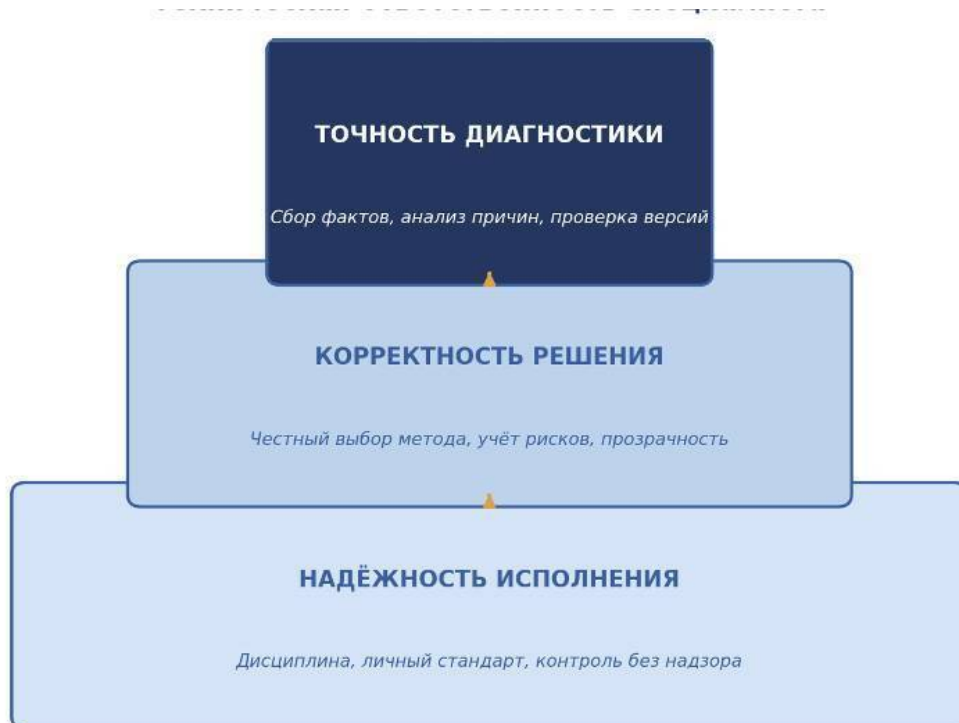 ТОЧНОСТЬ ДИАГНОСТИКИ
Сбор фактов, анализ причин, проверка версий
КОРРЕКТНОСТЬ РЕШЕНИЯ
Честный выбор метода, учёт рисков, прозрачность
НАДЁЖНОСТЬ ИСПОЛНЕНИЯ
Дисциплина, личный стандарт, контроль без надзора